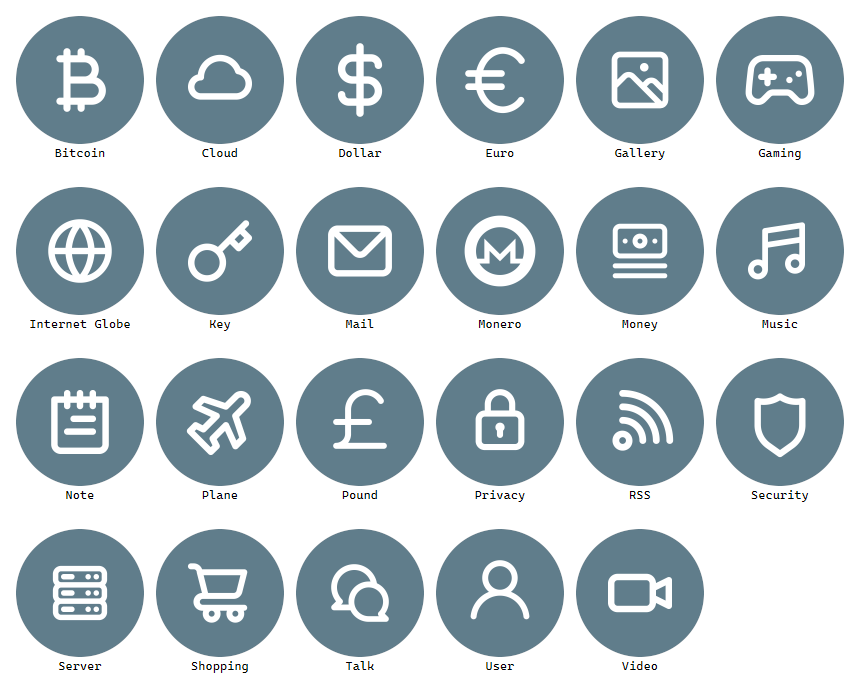 Bitcoin Cloud Dollar Euro Gallery Gaming
Internet Globe Key Mail Monero Money Music
Note Plane Pound Privacy RSS Security
Server Shopping Talk User Video